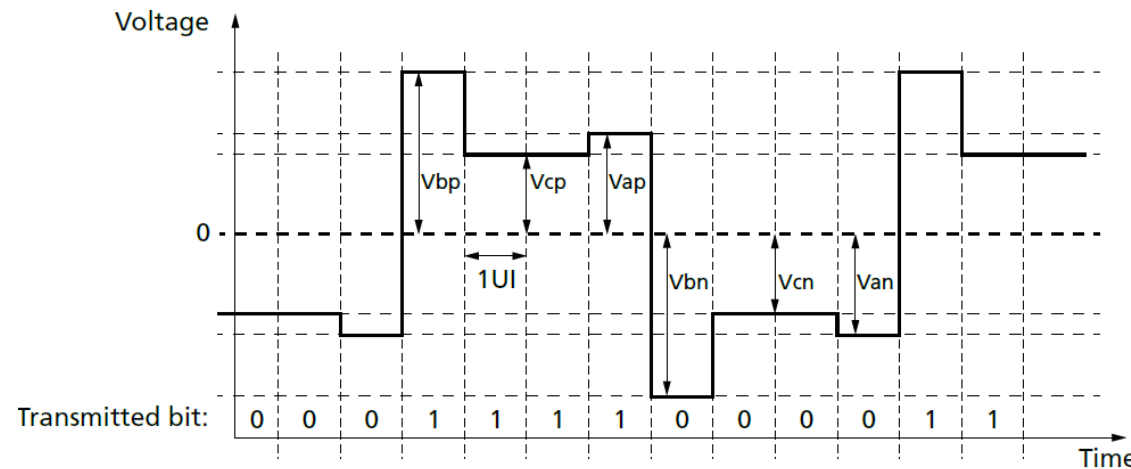 Voltage
Vbp Vcp Vap
0
1UI Vbn Vcn Van
Transmitted bit: 0 0 0 1 1 1 1 0 0 0 0 1 1
Time